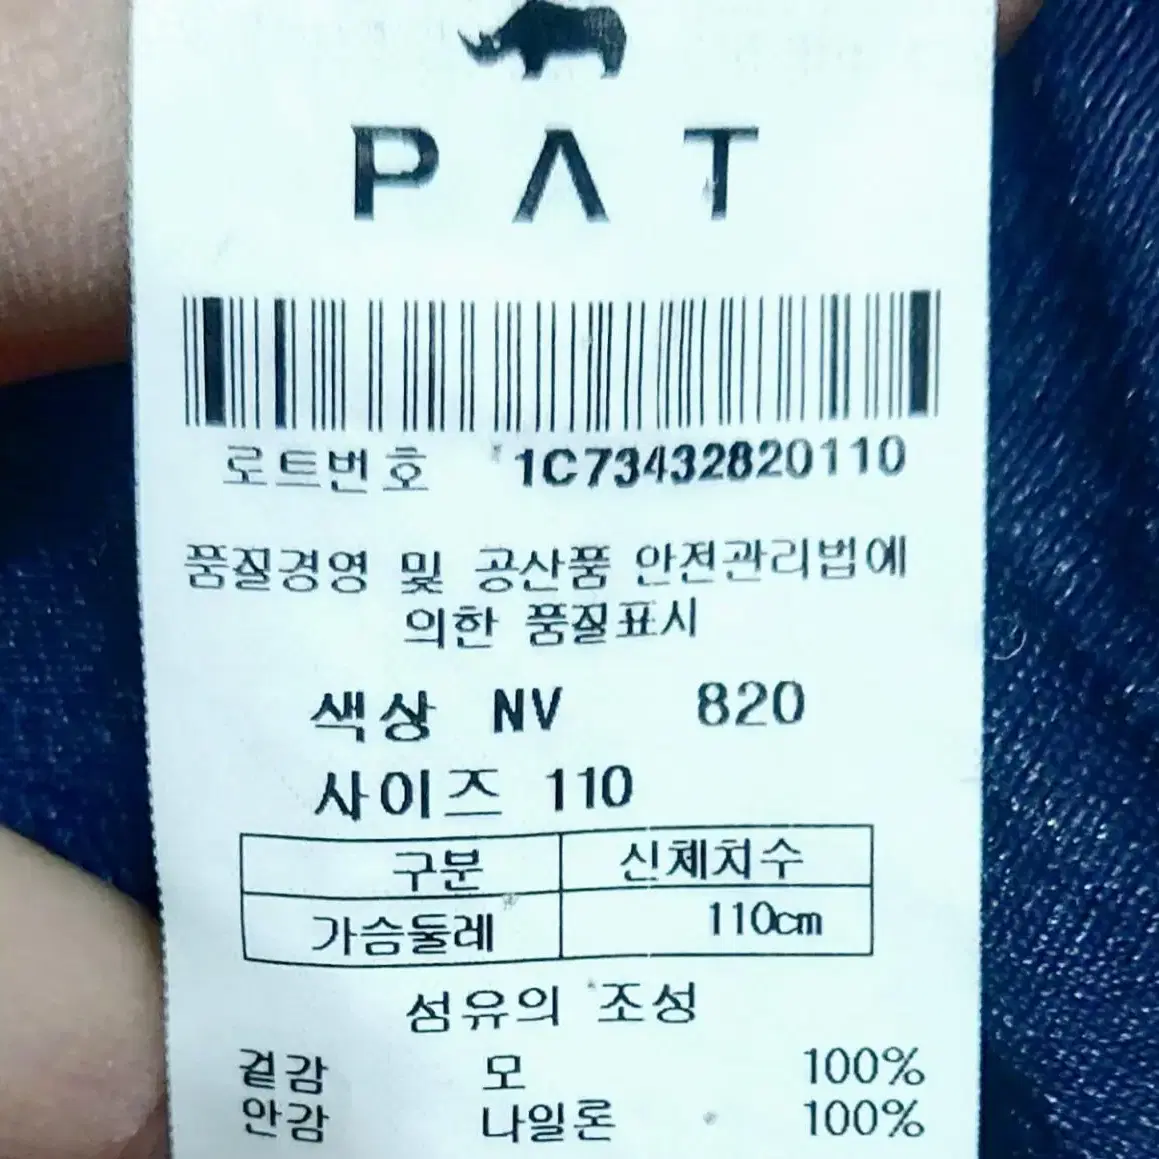 PAT
로트번호 1C73432820110
품질경영 및 공산품 안전관리법에
의한 품질표시
색상 NV 820
사이즈 110
구분 신체치수
가슴둘레 110cm
섬유의 조성
겉감 모 100%
안감 나일론 100%